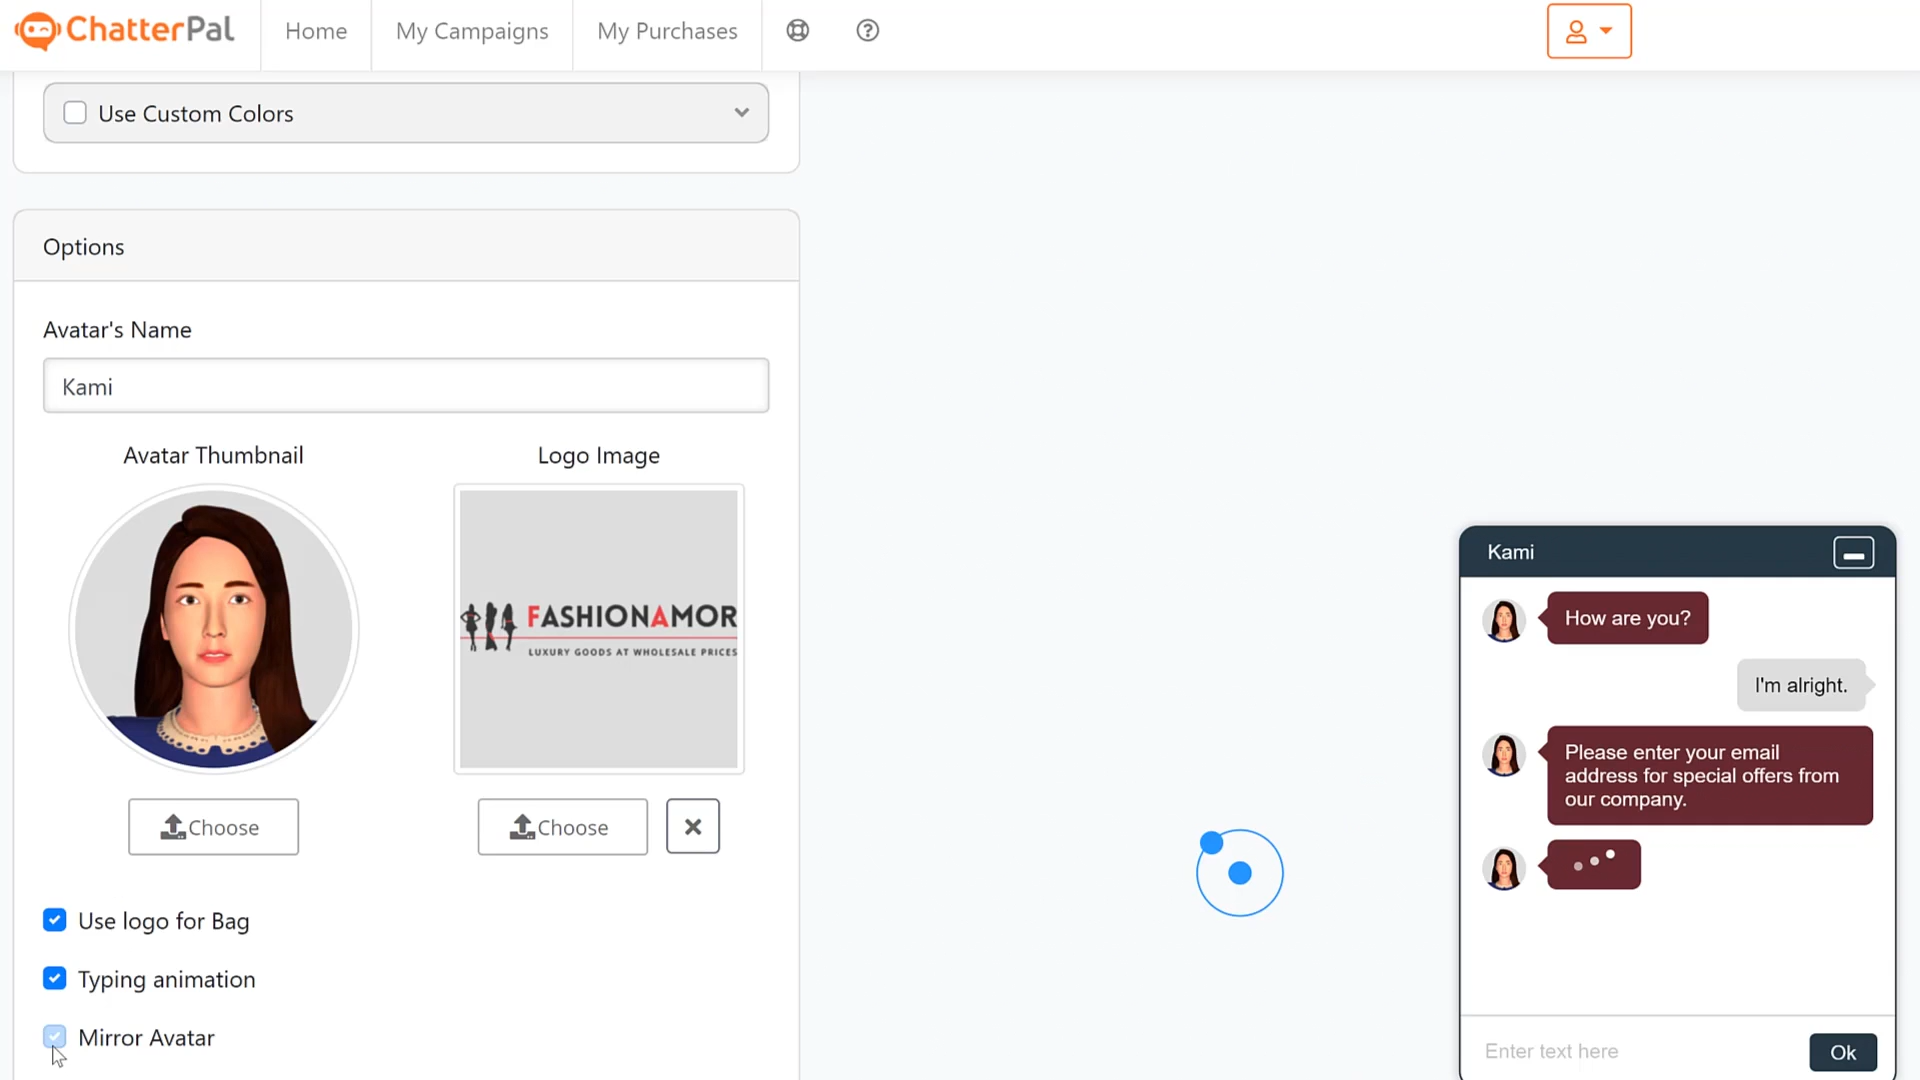 ChatterPal
Home
My Campaigns
My Purchases
Use Custom Colors
Options
Avatar's Name
Kami
Avatar Thumbnail
Logo Image
FASHIONAMOR
LUXURY GOODS AT WHOLESALE PRICES
Choose
Choose
Use logo for Bag
Typing animation
Mirror Avatar
Kami
How are you?
I'm alright.
Please enter your email
address for special offers from
our company.
Enter text here
Ok